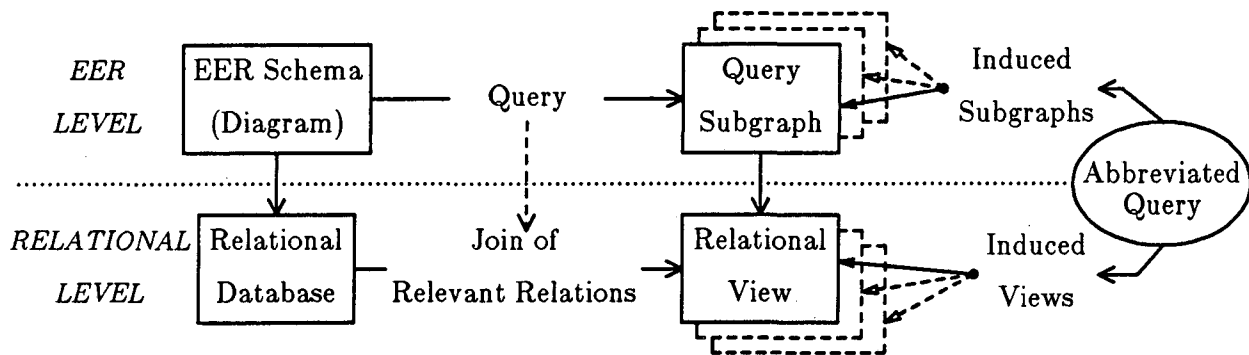 EER
LEVEL
EER Schema
(Diagram)
Query
Query
Subgraph
Induced
Subgraphs
Abbreviated
Query
RELATIONAL
LEVEL
Relational
Database
Join of
Relevant Relations
Relational
View
Induced
Views